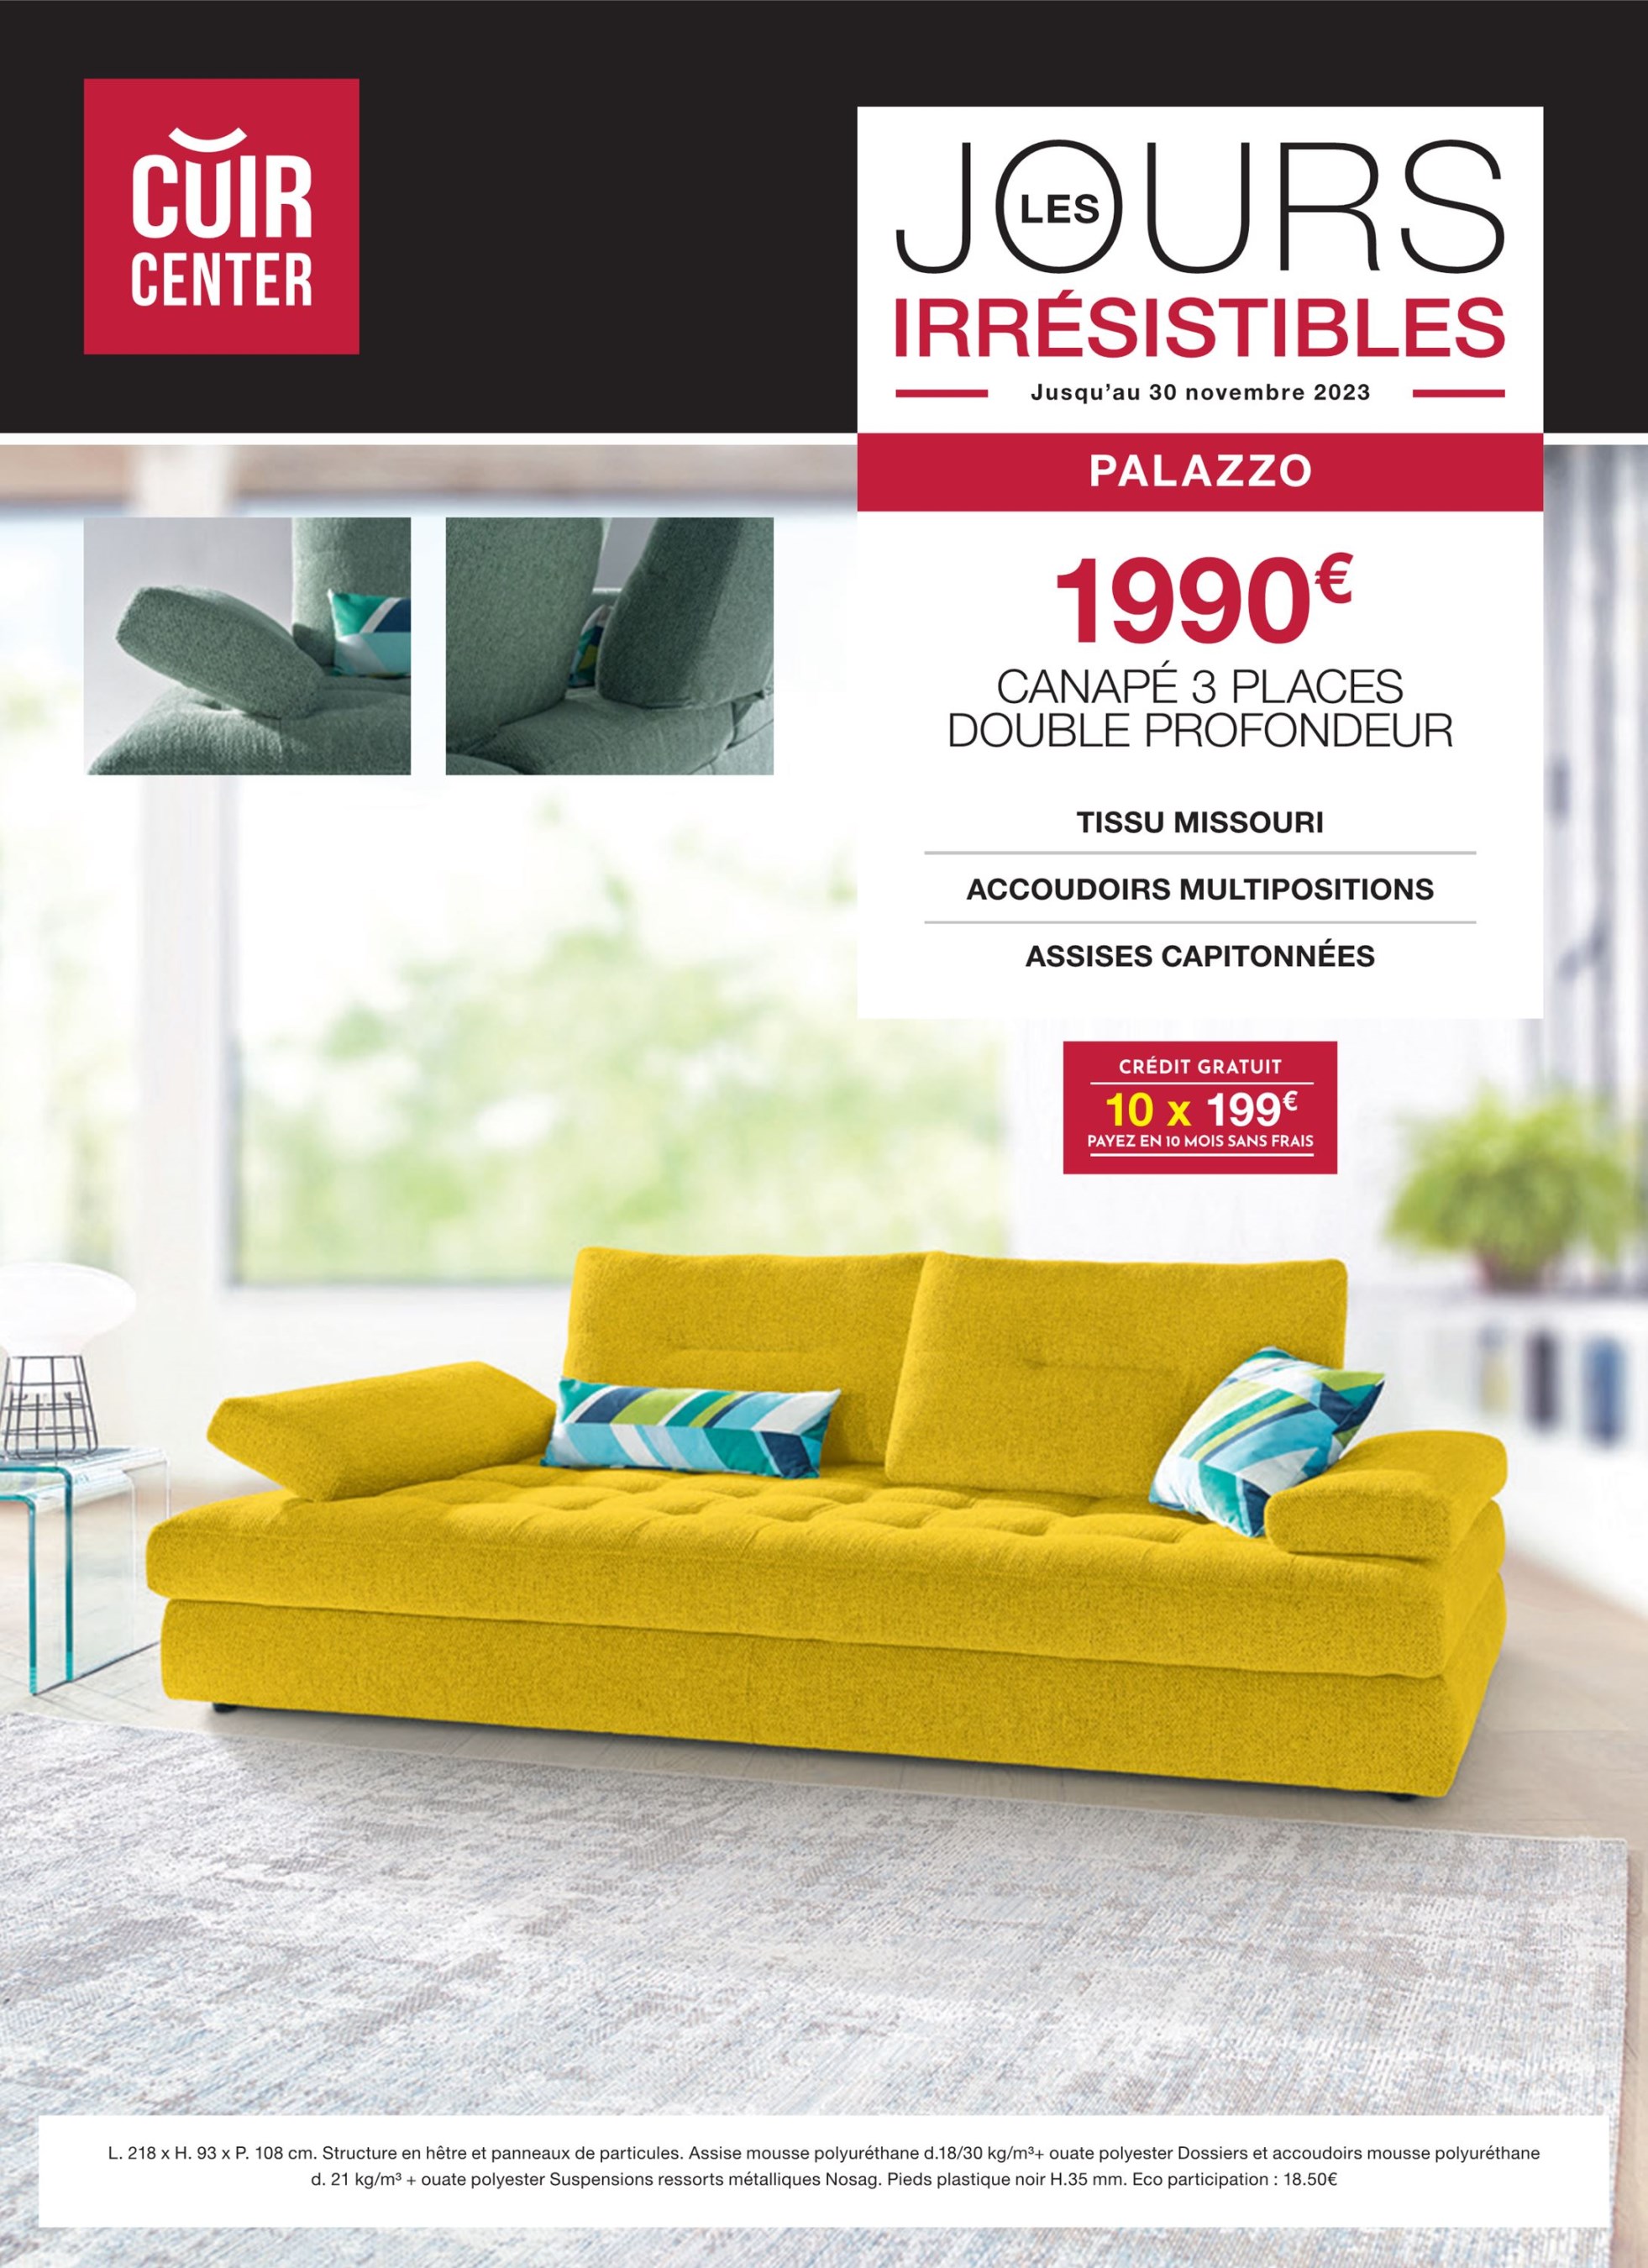 CUIR
CENTER
LES
JOURS
IRRÉSISTIBLES
Jusqu'au 30 novembre 2023
PALAZZO
1990€
CANAPÉ 3 PLACES
DOUBLE PROFONDEUR
TISSU MISSOURI
ACCOUDOIRS MULTIPOSITIONS
ASSISES CAPITONNÉES
CRÉDIT GRATUIT
10 x 199€
PAYEZ EN 10 MOIS SANS FRAIS
L. 218 x H. 93 x P. 108 cm. Structure en hêtre et panneaux de particules. Assise mousse polyuréthane d.18/30 kg/m³+ ouate polyester Dossiers et accoudoirs mousse polyuréthane
d. 21 kg/m³ + ouate polyester Suspensions ressorts métalliques Nosag. Pieds plastique noir H.35 mm. Eco participation : 18.50€